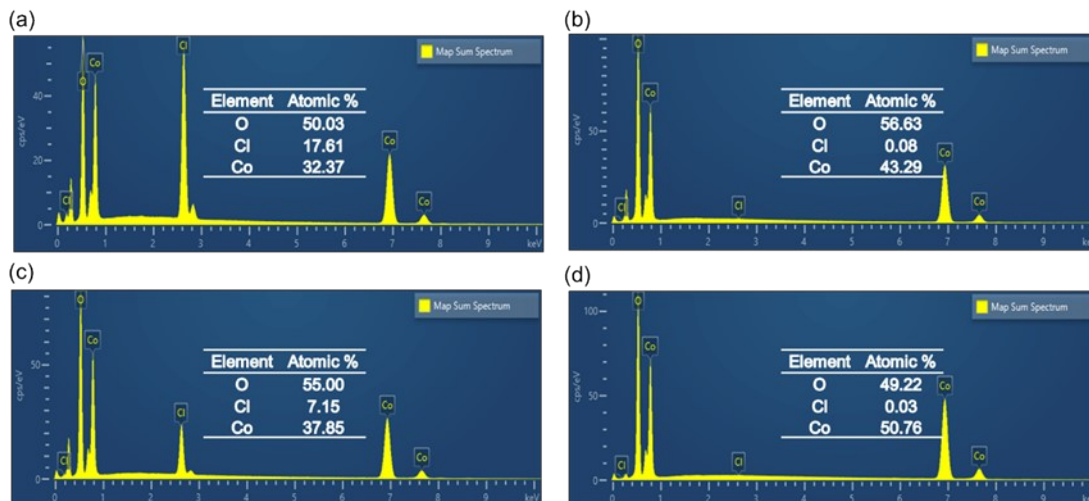 (a)
Map Sum Spectrum
Cl
O
Co
Element Atomic %
O 50.03
Cl 17.61
Co 32.37
Co
Cl
Co
cps/eV
40
20
0
0 1 2 3 4 5 6 7 8 9 keV
(b)
Map Sum Spectrum
O
Co
Element Atomic %
O 56.63
Cl 0.08
Co 43.29
Co
Cl
Cl
Co
cps/eV
50
0
0 1 2 3 4 5 6 7 8 9
(c)
Map Sum Spectrum
O
Co
Element Atomic %
O 55.00
Cl 7.15
Co 37.85
Cl
Co
Cl
Co
cps/eV
50
0
0 1 2 3 4 5 6 7 8 9
(d)
Map Sum Spectrum
O
Co
Element Atomic %
O 49.22
Cl 0.03
Co 50.76
Co
Cl
Cl
Co
cps/eV
100
50
0
0 1 2 3 4 5 6 7 8 9